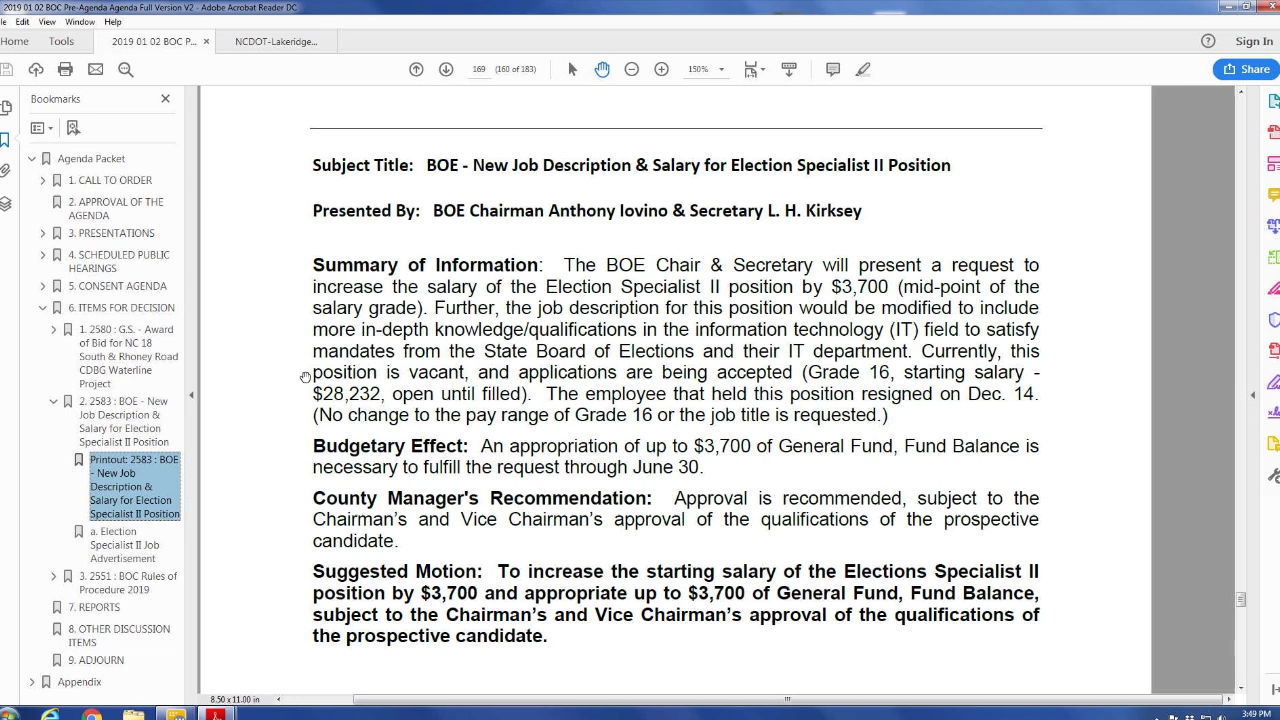 2019 01 02 BOC Pre-Agenda Agenda Full Version V2 - Adobe Acrobat Reader DC
Edit View Window Help
Home Tools 2019 01 02 BOC P... × NCDOT-Lakeridge... Sign In
169 (160 of 183) 150% Share
Bookmarks
Agenda Packet
1. CALL TO ORDER
2. APPROVAL OF THE
AGENDA
3. PRESENTATIONS
4. SCHEDULED PUBLIC
HEARINGS
5. CONSENT AGENDA
6. ITEMS FOR DECISION
1. 2580 : G.S. - Award
of Bid for NC 18
South & Rhoney Road
CDBG Waterline
Project
2. 2583 : BOE - New
Job Description &
Salary for Election
Specialist II Position
Printout: 2583 : BOE
- New Job
Description &
Salary for Election
Specialist II Position
a. Election
Specialist II Job
Advertisement
3. 2551 : BOC Rules of
Procedure 2019
7. REPORTS
8. OTHER DISCUSSION
ITEMS
9. ADJOURN
Appendix
Subject Title: BOE - New Job Description & Salary for Election Specialist II Position
Presented By: BOE Chairman Anthony Iovino & Secretary L. H. Kirksey
Summary of Information: The BOE Chair & Secretary will present a request to
increase the salary of the Election Specialist II position by $3,700 (mid-point of the
salary grade). Further, the job description for this position would be modified to include
more in-depth knowledge/qualifications in the information technology (IT) field to satisfy
mandates from the State Board of Elections and their IT department. Currently, this
position is vacant, and applications are being accepted (Grade 16, starting salary -
$28,232, open until filled). The employee that held this position resigned on Dec. 14.
(No change to the pay range of Grade 16 or the job title is requested.)
Budgetary Effect: An appropriation of up to $3,700 of General Fund, Fund Balance is
necessary to fulfill the request through June 30.
County Manager's Recommendation: Approval is recommended, subject to the
Chairman's and Vice Chairman's approval of the qualifications of the prospective
candidate.
Suggested Motion: To increase the starting salary of the Elections Specialist II
position by $3,700 and appropriate up to $3,700 of General Fund, Fund Balance,
subject to the Chairman's and Vice Chairman's approval of the qualifications of
the prospective candidate.
8.50 x 11.00 in
3:49 PM